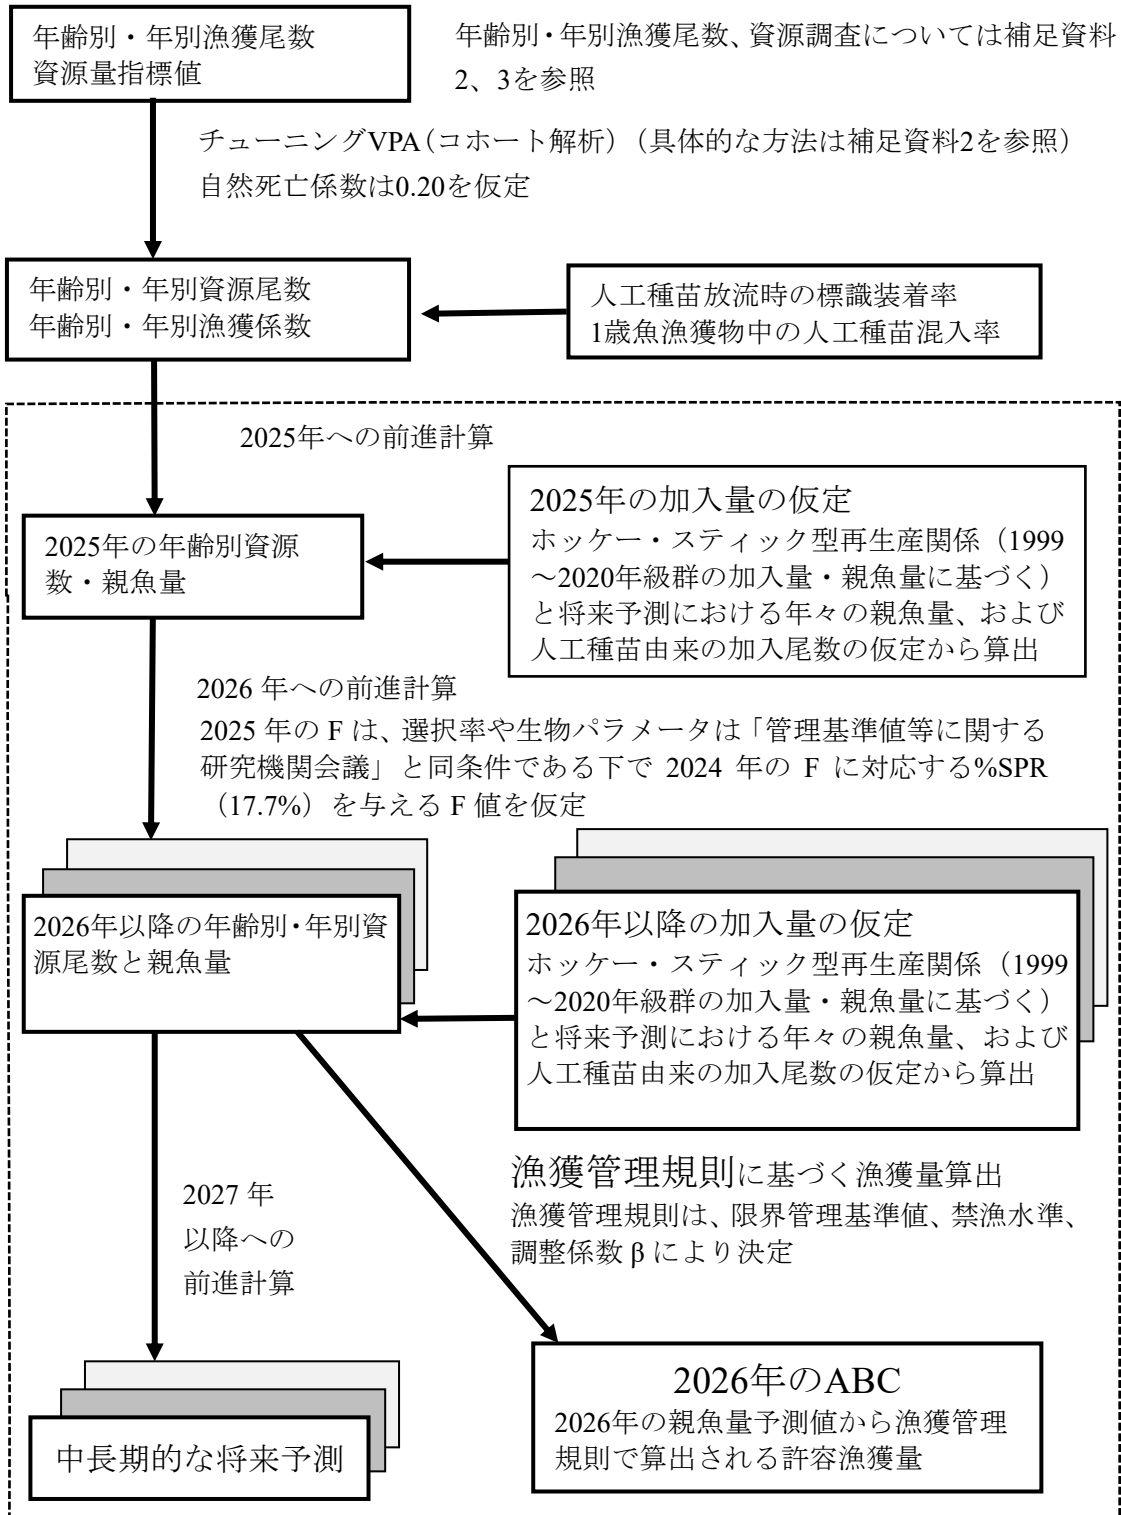 年齢別・年別漁獲尾数
資源量指標値
年齢別・年別漁獲尾数、資源調査については補足資料
2、3を参照
チューニングVPA（コホート解析）（具体的な方法は補足資料2を参照）
自然死亡係数は0.20を仮定
年齢別・年別資源尾数
年齢別・年別漁獲係数
人工種苗放流時の標識装着率
1歳魚漁獲物中の人工種苗混入率
2025年への前進計算
2025年の年齢別資源
数・親魚量
2025年の加入量の仮定
ホッケー・スティック型再生産関係（1999
～2020年級群の加入量・親魚量に基づく）
と将来予測における年々の親魚量、および
人工種苗由来の加入尾数の仮定から算出
2026 年への前進計算
2025 年の F は、選択率や生物パラメータは「管理基準値等に関する
研究機関会議」と同条件である下で 2024 年の F に対応する%SPR
（17.7%）を与える F 値を仮定
2026年以降の年齢別・年別資
源尾数と親魚量
2026年以降の加入量の仮定
ホッケー・スティック型再生産関係（1999
～2020年級群の加入量・親魚量に基づく）
と将来予測における年々の親魚量、および
人工種苗由来の加入尾数の仮定から算出
漁獲管理規則に基づく漁獲量算出
漁獲管理規則は、限界管理基準値、禁漁水準、
調整係数 β により決定
2027 年
以降への
前進計算
中長期的な将来予測
2026年のABC
2026年の親魚量予測値から漁獲管理
規則で算出される許容漁獲量